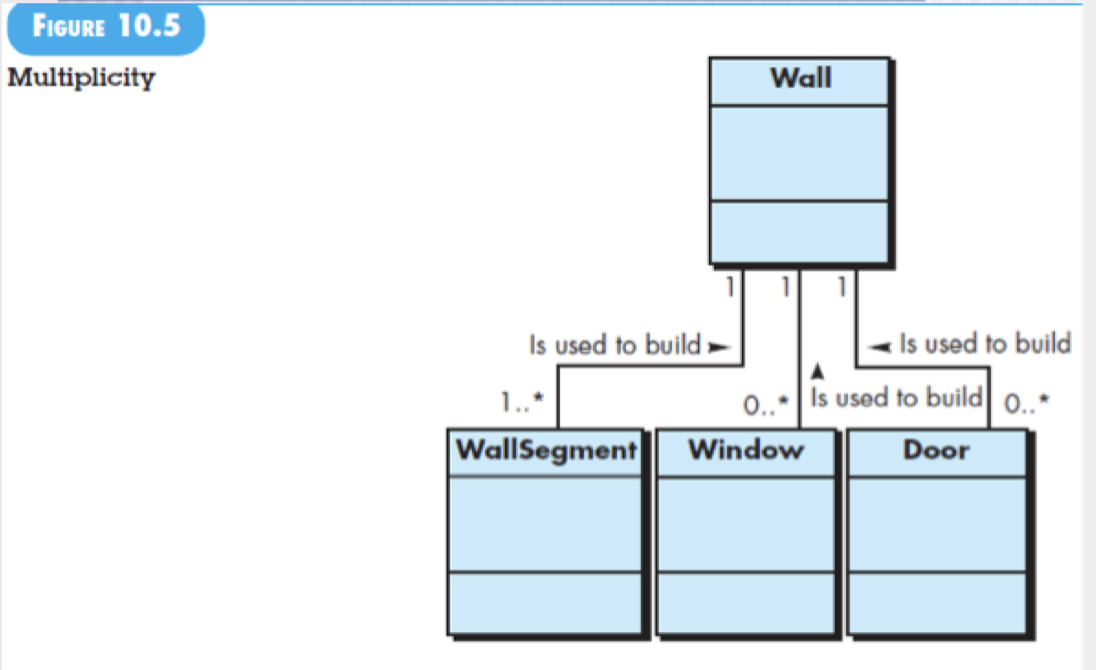 FIGURE 10.5
Multiplicity
Wall
1 1 1
Is used to build ► ◄ Is used to build
▲
1..* 0..* Is used to build 0..*
WallSegment Window Door